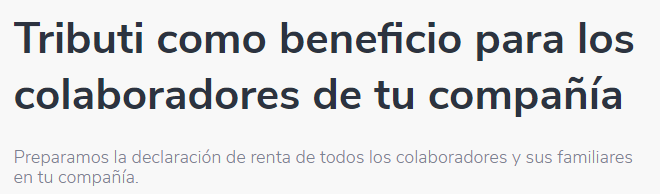 Tributi como beneficio para los
colaboradores de tu compañía
Preparamos la declaración de renta de todos los colaboradores y sus familiares
en tu compañía.